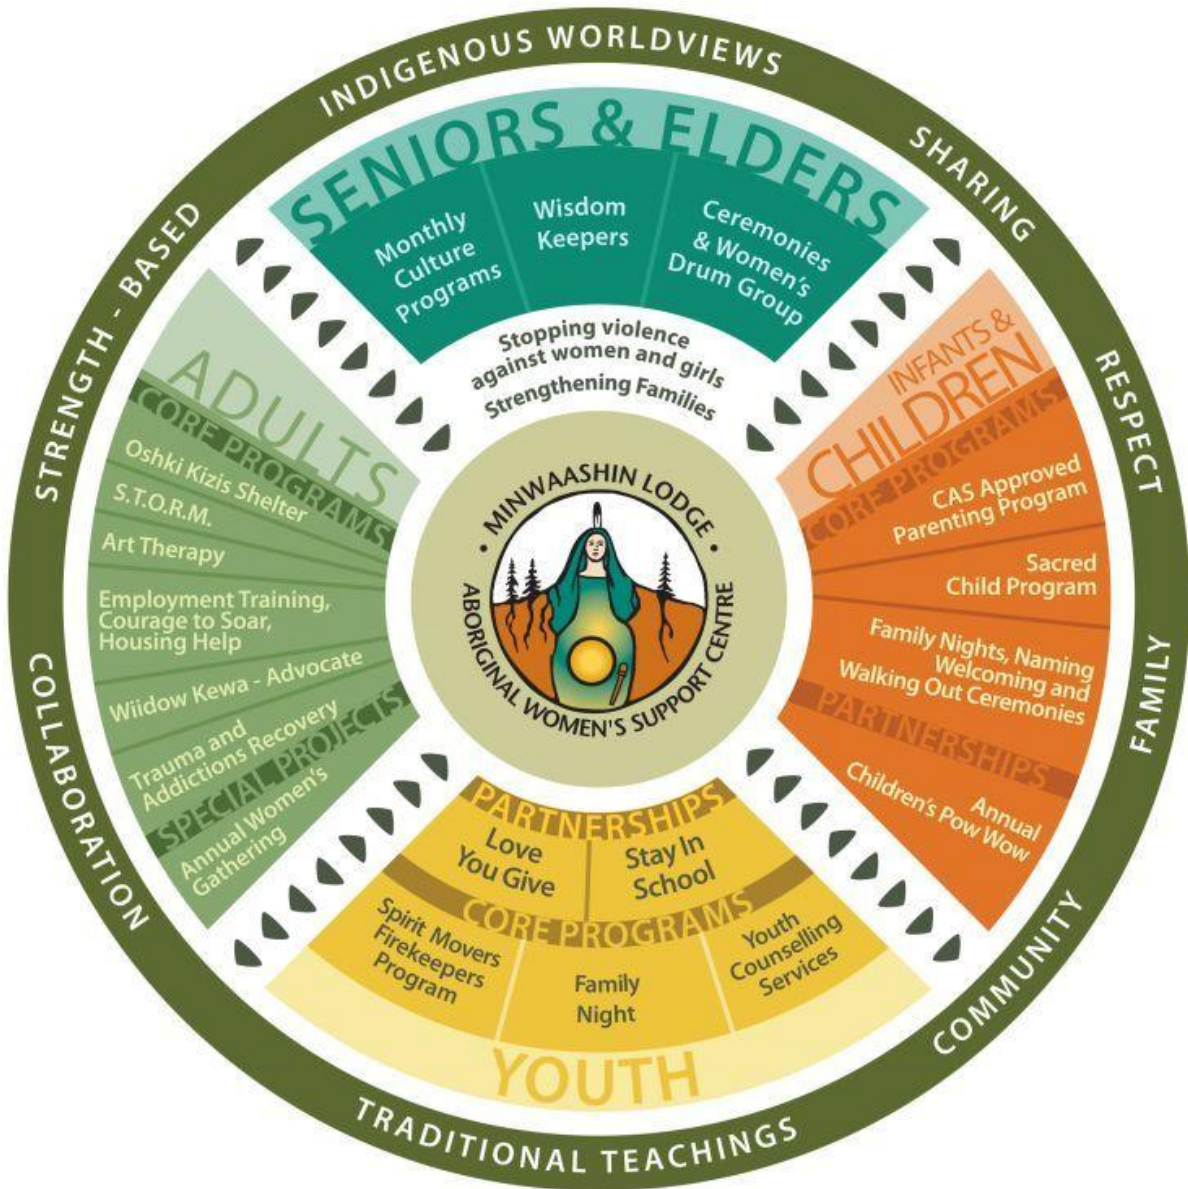 INDIGENOUS WORLDVIEWS
SHARING
RESPECT
FAMILY
COMMUNITY
TRADITIONAL TEACHINGS
COLLABORATION
STRENGTH - BASED
SENIORS & ELDERS
Monthly
Culture
Programs
Wisdom
Keepers
Ceremonies
& Women's
Drum Group
Stopping violence
against women and girls
Strengthening Families
INFANTS &
CHILDREN
CORE PROGRAMS
CAS Approved
Parenting Program
Sacred
Child Program
Family Nights, Naming
Welcoming and
Walking Out Ceremonies
PARTNERSHIPS
Annual
Children's Pow Wow
ADULTS
CORE PROGRAMS
Oshki Kizis Shelter
S.T.O.R.M.
Art Therapy
Employment Training,
Courage to Soar,
Housing Help
Wiidow Kewa - Advocate
Trauma and
Addictions Recovery
SPECIAL PROJECTS
Annual Women's
Gathering
• MINWAASHIN LODGE •
ABORIGINAL WOMEN'S SUPPORT CENTRE
PARTNERSHIPS
Love
You Give
Stay In
School
CORE PROGRAMS
Spirit Movers
Firekeepers
Program
Family
Night
Youth
Counselling
Services
YOUTH